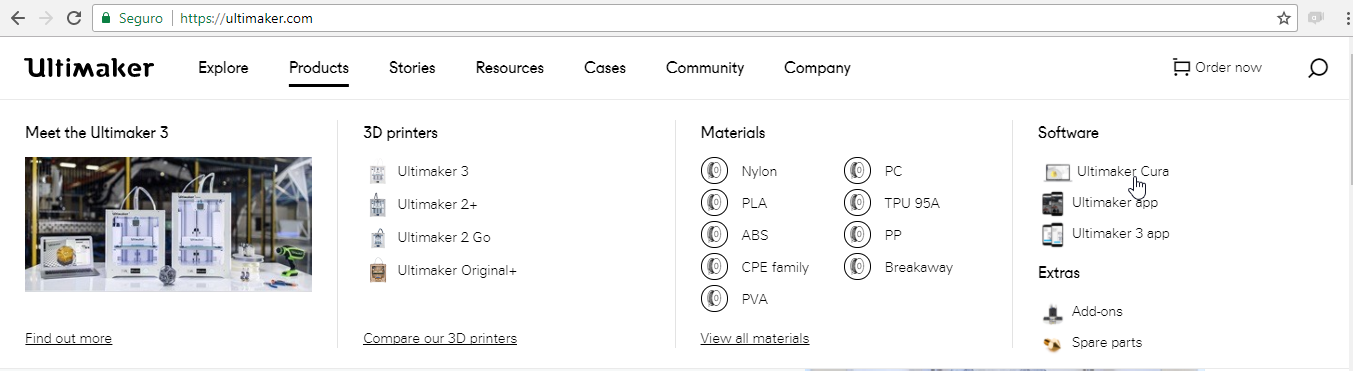 Seguro https://ultimaker.com
Ultimaker Explore Products Stories Resources Cases Community Company Order now
Meet the Ultimaker 3
Find out more
3D printers
Ultimaker 3
Ultimaker 2+
Ultimaker 2 Go
Ultimaker Original+
Compare our 3D printers
Materials
Nylon PC
PLA TPU 95A
ABS PP
CPE family Breakaway
PVA
View all materials
Software
Ultimaker Cura
Ultimaker app
Ultimaker 3 app
Extras
Add-ons
Spare parts